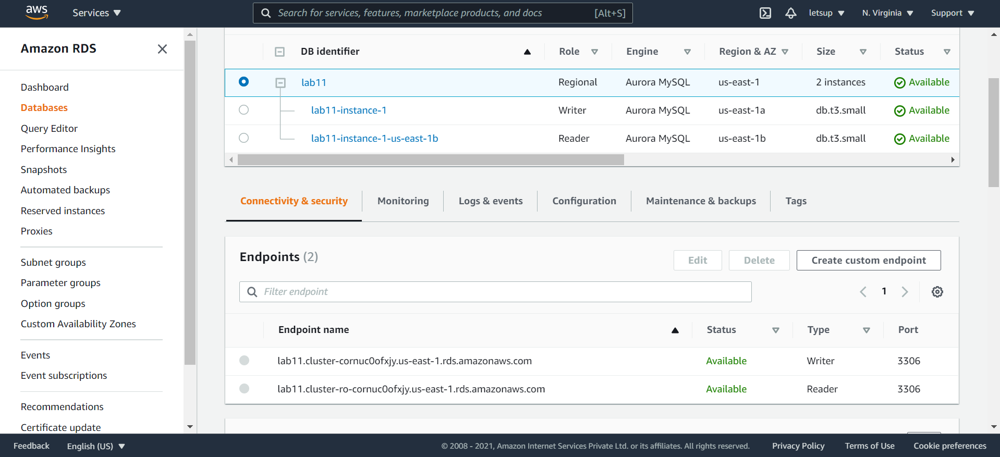 aws Services Search for services, features, marketplace products, and docs [Alt+S] letsup N. Virginia Support
Amazon RDS
Dashboard
Databases
Query Editor
Performance Insights
Snapshots
Automated backups
Reserved instances
Proxies
Subnet groups
Parameter groups
Option groups
Custom Availability Zones
Events
Event subscriptions
Recommendations
Certificate update
DB identifier Role Engine Region & AZ Size Status
lab11 Regional Aurora MySQL us-east-1 2 instances Available
lab11-instance-1 Writer Aurora MySQL us-east-1a db.t3.small Available
lab11-instance-1-us-east-1b Reader Aurora MySQL us-east-1b db.t3.small Available
Connectivity & security Monitoring Logs & events Configuration Maintenance & backups Tags
Endpoints (2) Edit Delete Create custom endpoint
Filter endpoint 1
Endpoint name Status Type Port
lab11.cluster-cornuc0ofxjy.us-east-1.rds.amazonaws.com Available Writer 3306
lab11.cluster-ro-cornuc0ofxjy.us-east-1.rds.amazonaws.com Available Reader 3306
Feedback English (US) © 2008 - 2021, Amazon Internet Services Private Ltd. or its affiliates. All rights reserved. Privacy Policy Terms of Use Cookie preferences